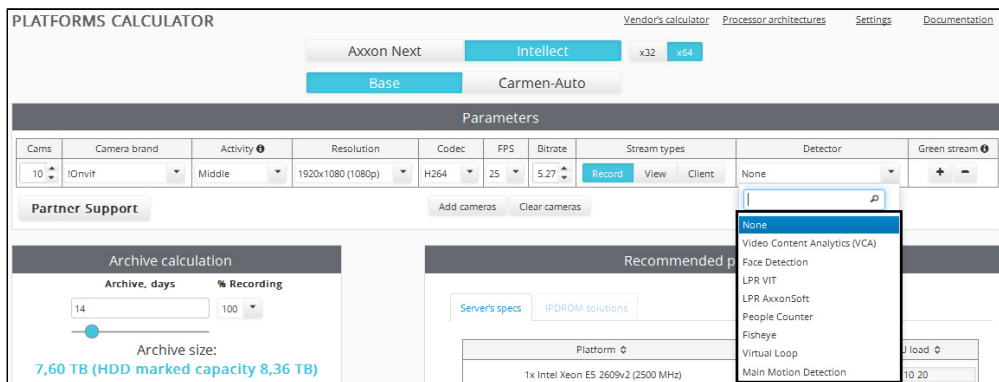 PLATFORMS CALCULATOR
Vendor's calculator Processor architectures Settings Documentation
Axxon Next Intellect x32 x64
Base Carmen-Auto
Parameters
Cams Camera brand Activity Resolution Codec FPS Bitrate Stream types Detector Green stream
10 !Onvif Middle 1920x1080 (1080p) H264 25 5.27 Record View Client None + -
Partner Support Add cameras Clear cameras
None
Video Content Analytics (VCA)
Face Detection
LPR VIT
LPR AxxonSoft
People Counter
Fisheye
Virtual Loop
Main Motion Detection
Archive calculation
Archive, days % Recording
14 100
Archive size:
7,60 TB (HDD marked capacity 8,36 TB)
Recommended p
Server's specs IPDROM solutions
Platform load
1x Intel Xeon E5 2609v2 (2500 MHz) 10 20